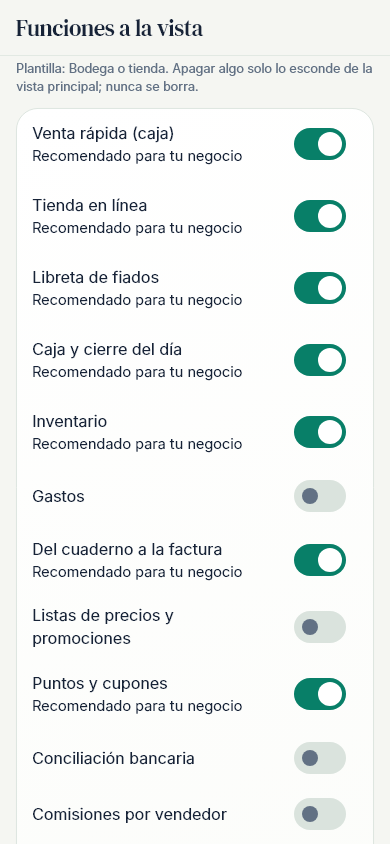 Funciones a la vista
Plantilla: Bodega o tienda. Apagar algo solo lo esconde de la
vista principal; nunca se borra.
Venta rápida (caja)
Recomendado para tu negocio
Tienda en línea
Recomendado para tu negocio
Libreta de fiados
Recomendado para tu negocio
Caja y cierre del día
Recomendado para tu negocio
Inventario
Recomendado para tu negocio
Gastos
Del cuaderno a la factura
Recomendado para tu negocio
Listas de precios y
promociones
Puntos y cupones
Recomendado para tu negocio
Conciliación bancaria
Comisiones por vendedor